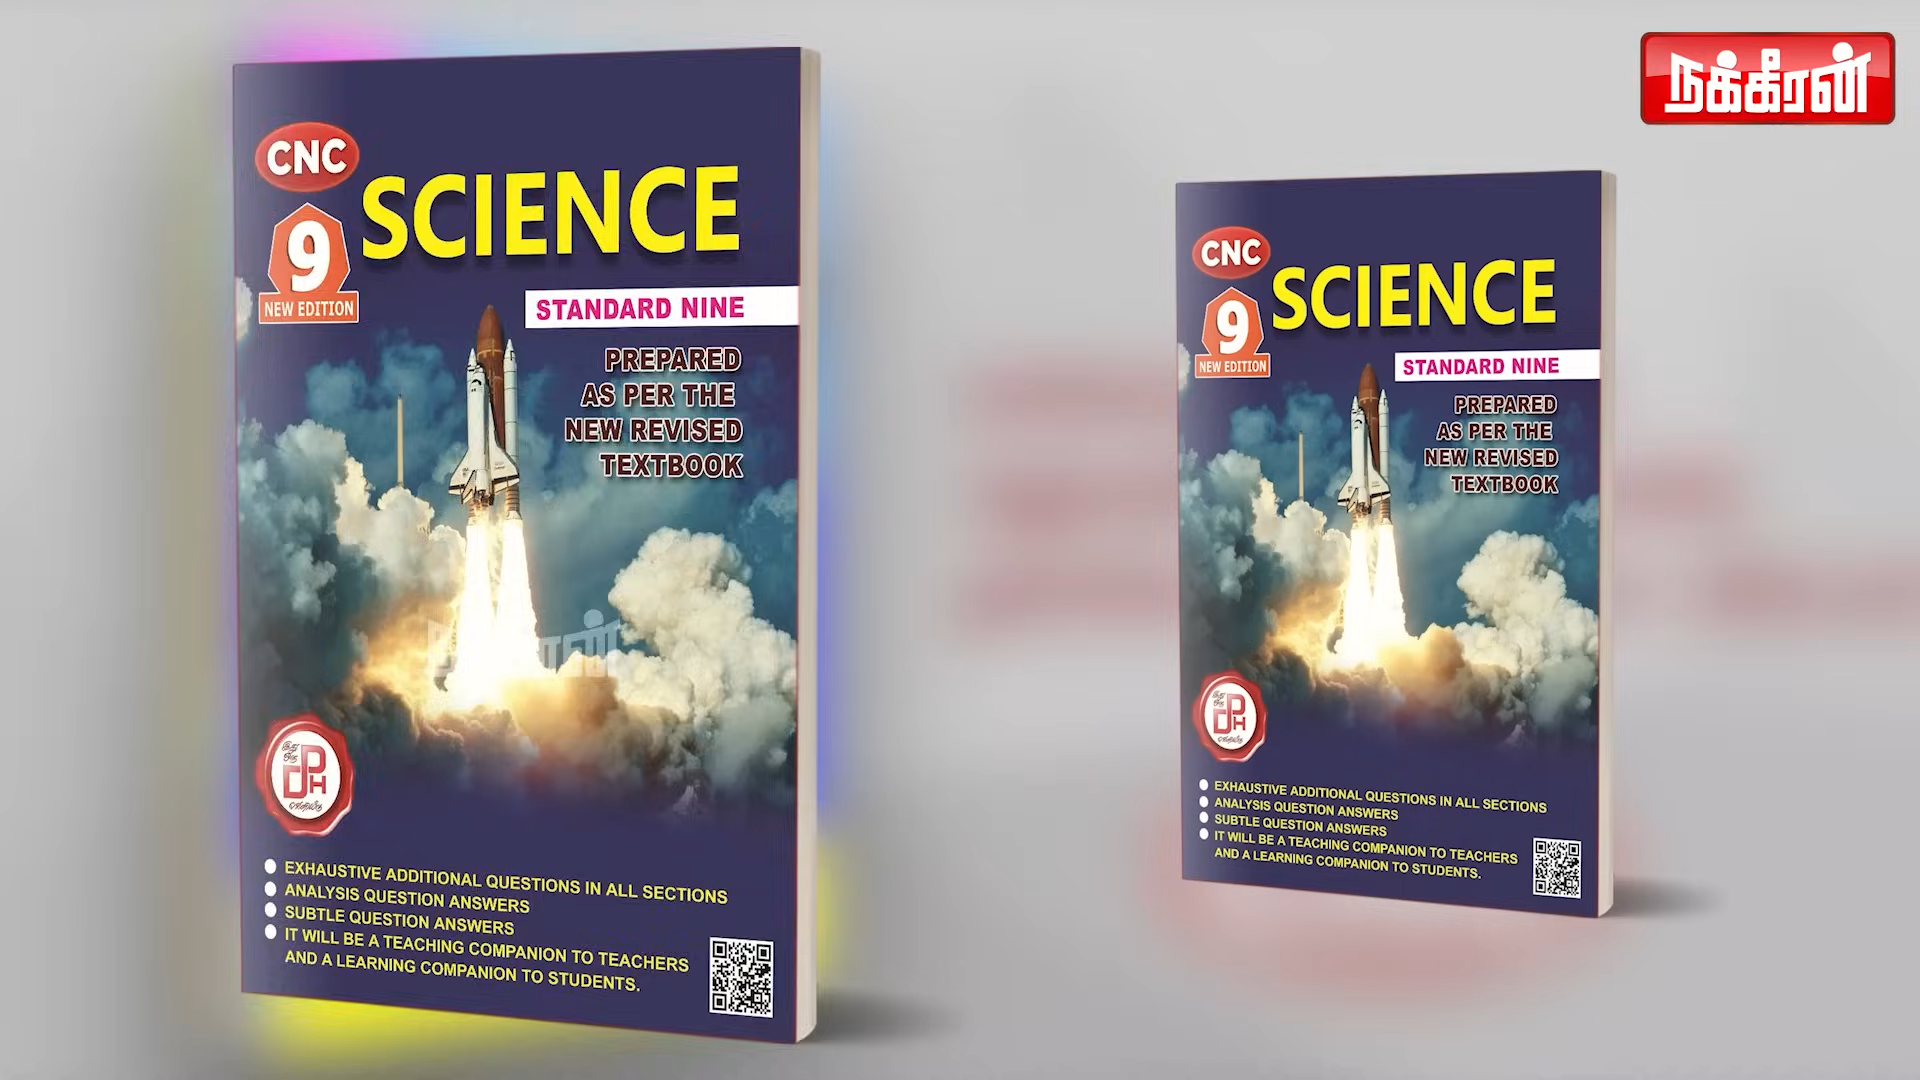 நக்கீரன்
CNC
SCIENCE
9
NEW EDITION
STANDARD NINE
PREPARED
AS PER THE
NEW REVISED
TEXTBOOK
DPH
EXHAUSTIVE ADDITIONAL QUESTIONS IN ALL SECTIONS
ANALYSIS QUESTION ANSWERS
SUBTLE QUESTION ANSWERS
IT WILL BE A TEACHING COMPANION TO TEACHERS
AND A LEARNING COMPANION TO STUDENTS.
CNC
SCIENCE
9
NEW EDITION
STANDARD NINE
PREPARED
AS PER THE
NEW REVISED
TEXTBOOK
DPH
EXHAUSTIVE ADDITIONAL QUESTIONS IN ALL SECTIONS
ANALYSIS QUESTION ANSWERS
SUBTLE QUESTION ANSWERS
IT WILL BE A TEACHING COMPANION TO TEACHERS
AND A LEARNING COMPANION TO STUDENTS.